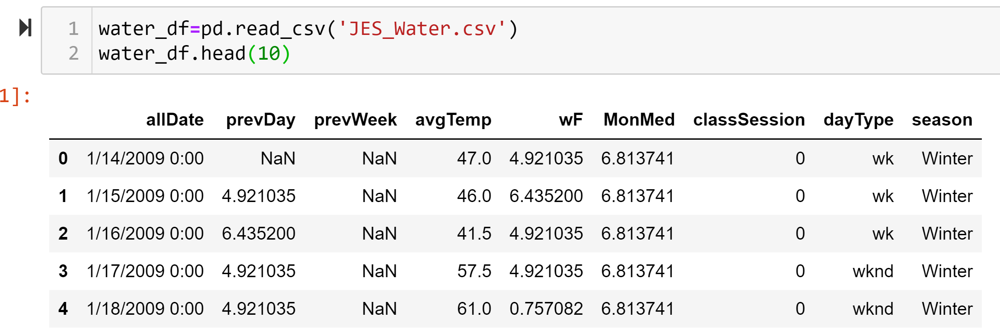 1 water_df=pd.read_csv('JES_Water.csv')
2 water_df.head(10)
1]:
allDate prevDay prevWeek avgTemp wF MonMed classSession dayType season
0 1/14/2009 0:00 NaN NaN 47.0 4.921035 6.813741 0 wk Winter
1 1/15/2009 0:00 4.921035 NaN 46.0 6.435200 6.813741 0 wk Winter
2 1/16/2009 0:00 6.435200 NaN 41.5 4.921035 6.813741 0 wk Winter
3 1/17/2009 0:00 4.921035 NaN 57.5 4.921035 6.813741 0 wknd Winter
4 1/18/2009 0:00 4.921035 NaN 61.0 0.757082 6.813741 0 wknd Winter